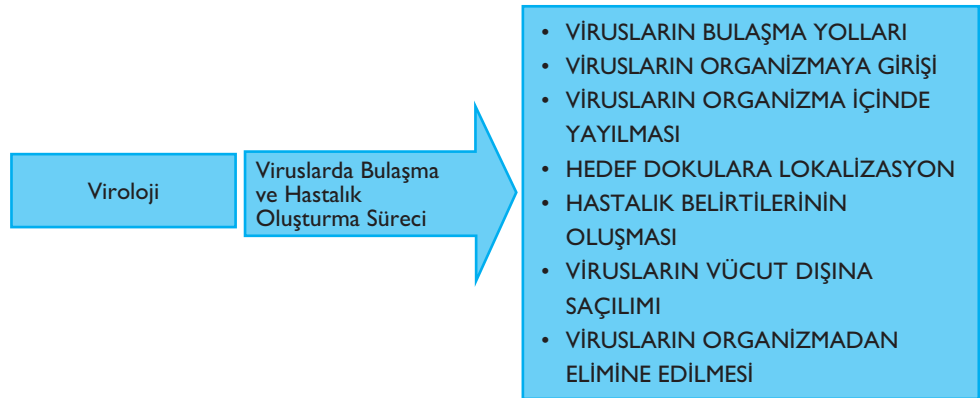 Viroloji
Viruslarda Bulaşma
ve Hastalık
Oluşturma Süreci
• VİRUSLARIN BULAŞMA YOLLARI
• VİRUSLARIN ORGANİZMAYA GİRİŞİ
• VİRUSLARIN ORGANİZMA İÇİNDE
YAYILMASI
• HEDEF DOKULARA LOKALİZASYON
• HASTALIK BELİRTİLERİNİN
OLUŞMASI
• VİRUSLARIN VÜCUT DIŞINA
SAÇILIMI
• VİRUSLARIN ORGANİZMADAN
ELİMİNE EDİLMESİ